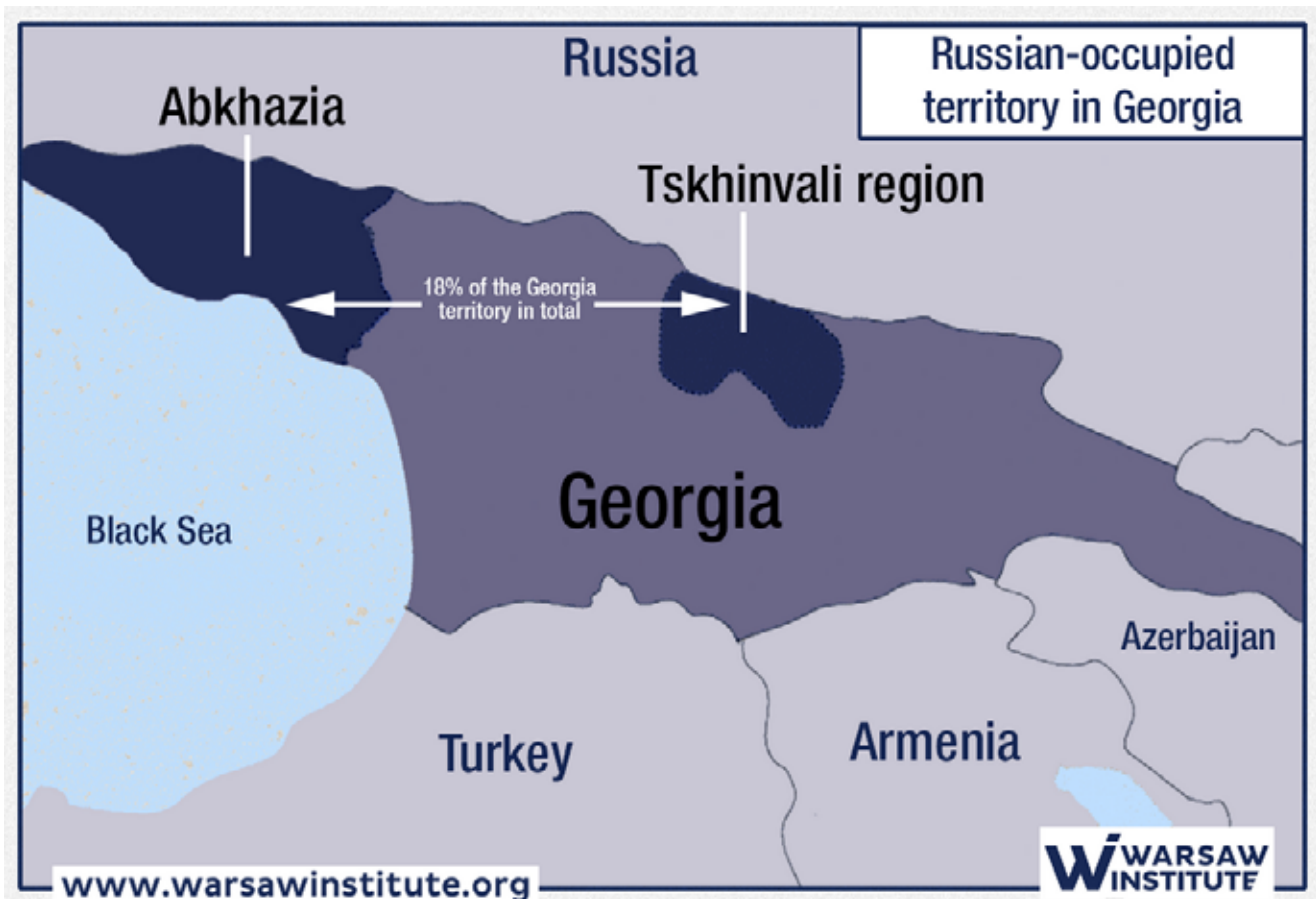 Russia
Russian-occupied
territory in Georgia
Abkhazia
Tskhinvali region
18% of the Georgia
territory in total
Georgia
Black Sea
Azerbaijan
Turkey
Armenia
www.warsawinstitute.org
WARSAW
INSTITUTE